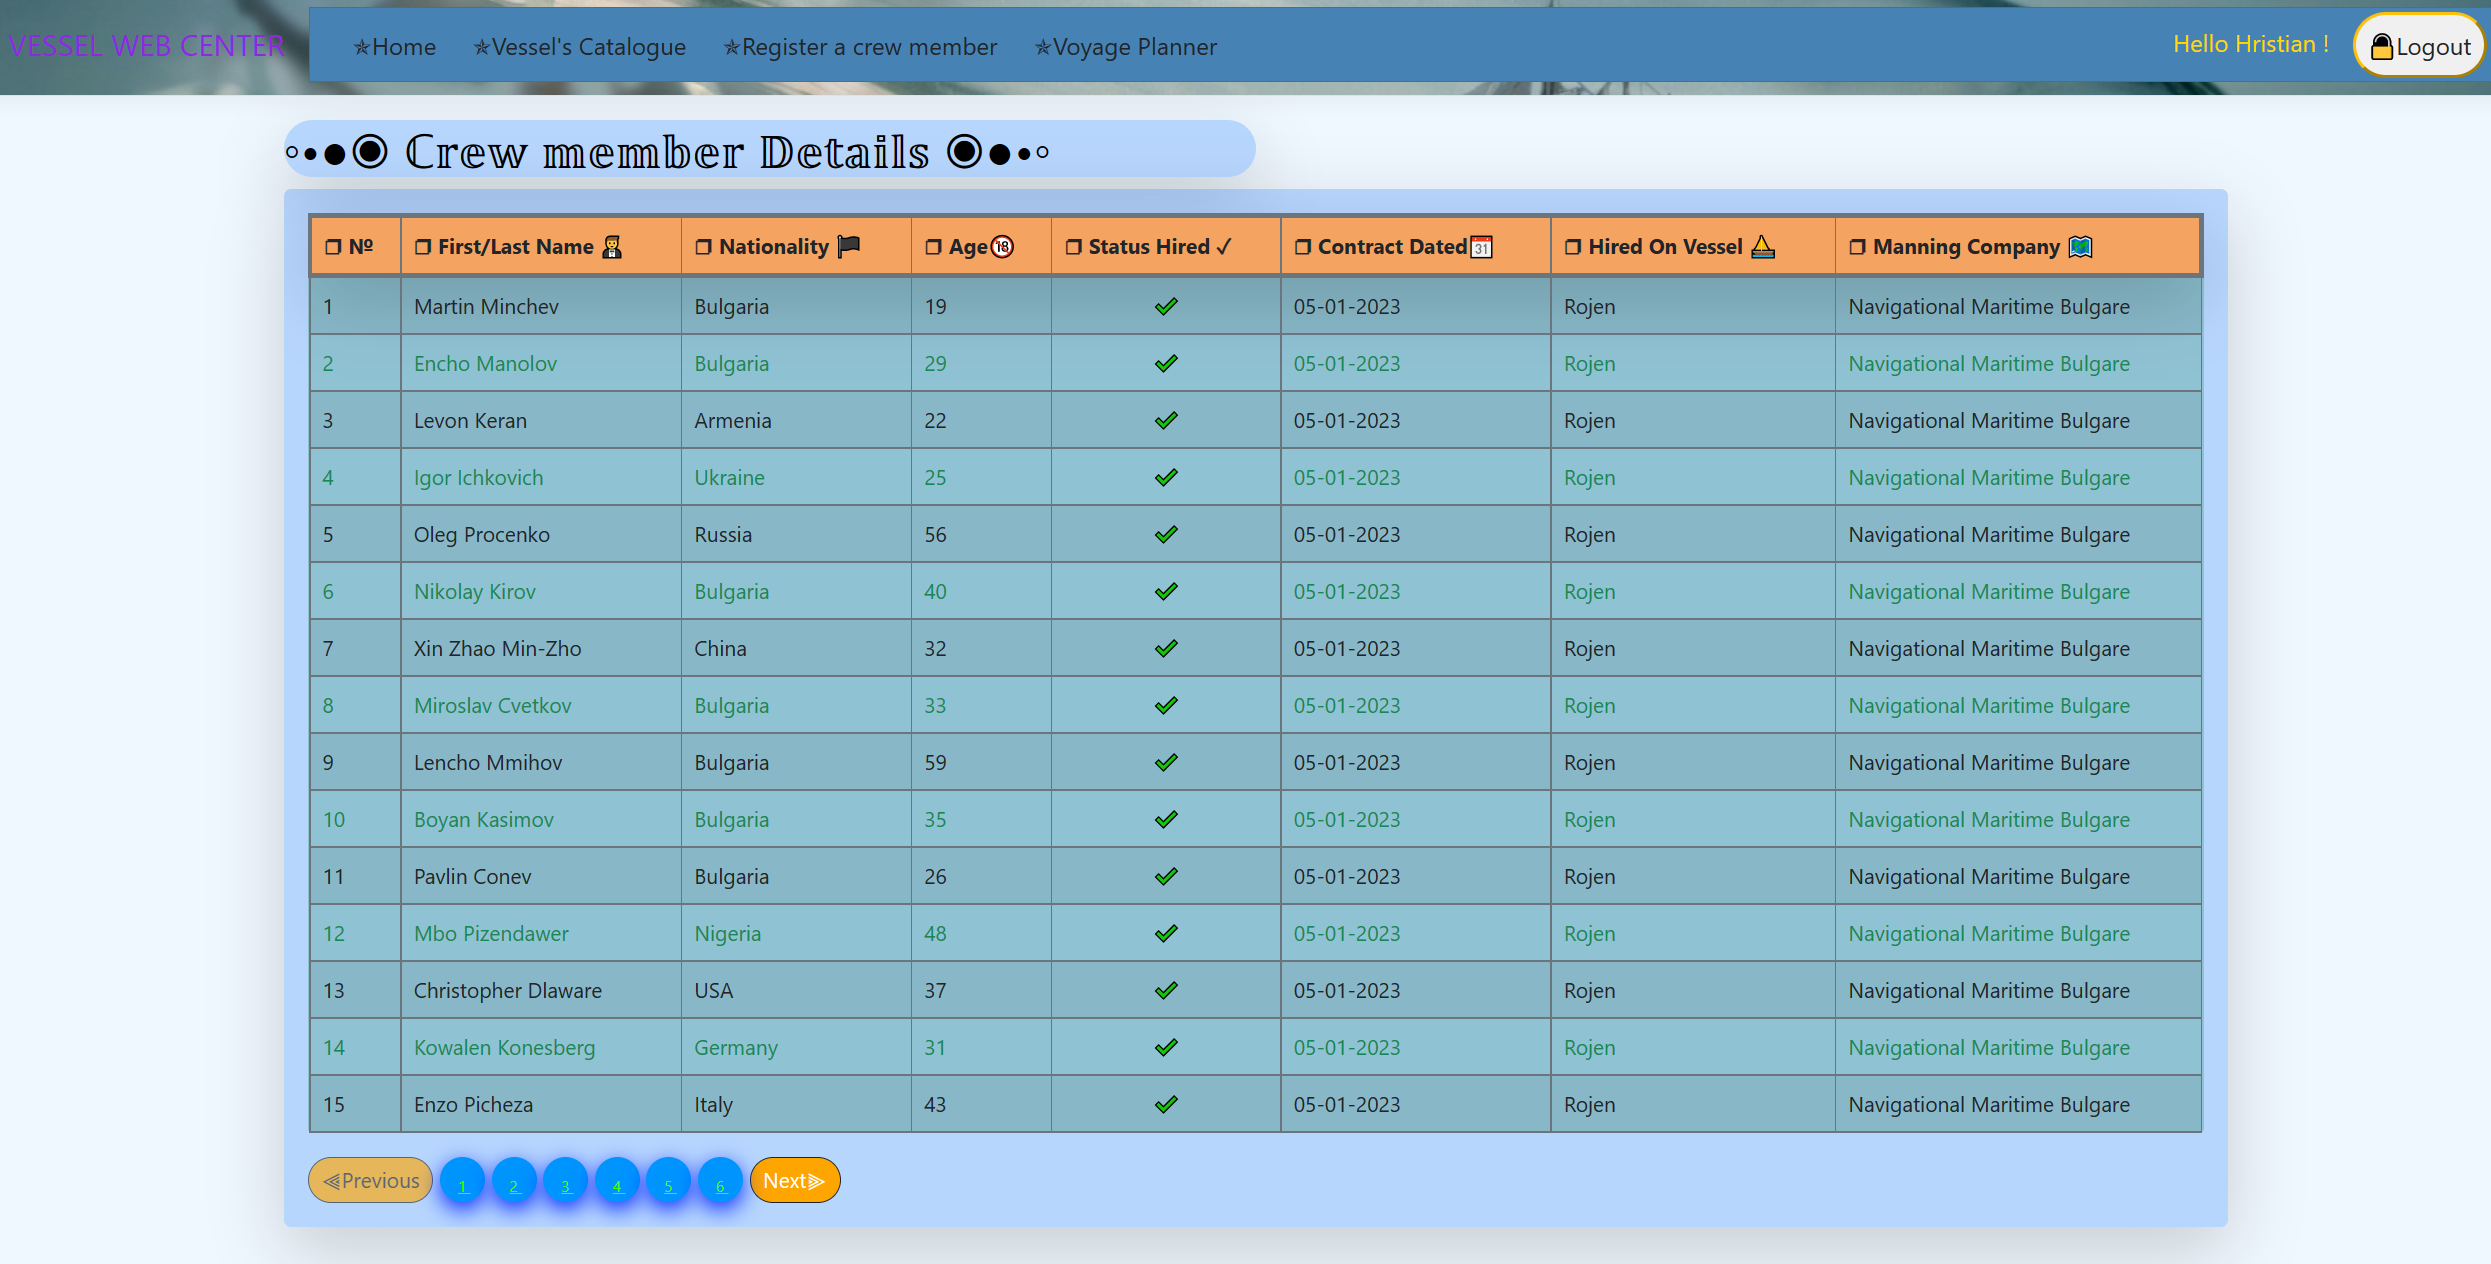 VESSEL WEB CENTER ✯Home ✯Vessel's Catalogue ✯Register a crew member ✯Voyage Planner Hello Hristian ! 🔒Logout
◦•●◉ ℂrew member Details ◉●•◦
❒ № ❒ First/Last Name ❒ Nationality ❒ Age🔞 ❒ Status Hired ✓ ❒ Contract Dated📅 ❒ Hired On Vessel ❒ Manning Company
1 Martin Minchev Bulgaria 19 ✔ 05-01-2023 Rojen Navigational Maritime Bulgare
2 Encho Manolov Bulgaria 29 ✔ 05-01-2023 Rojen Navigational Maritime Bulgare
3 Levon Keran Armenia 22 ✔ 05-01-2023 Rojen Navigational Maritime Bulgare
4 Igor Ichkovich Ukraine 25 ✔ 05-01-2023 Rojen Navigational Maritime Bulgare
5 Oleg Procenko Russia 56 ✔ 05-01-2023 Rojen Navigational Maritime Bulgare
6 Nikolay Kirov Bulgaria 40 ✔ 05-01-2023 Rojen Navigational Maritime Bulgare
7 Xin Zhao Min-Zho China 32 ✔ 05-01-2023 Rojen Navigational Maritime Bulgare
8 Miroslav Cvetkov Bulgaria 33 ✔ 05-01-2023 Rojen Navigational Maritime Bulgare
9 Lencho Mmihov Bulgaria 59 ✔ 05-01-2023 Rojen Navigational Maritime Bulgare
10 Boyan Kasimov Bulgaria 35 ✔ 05-01-2023 Rojen Navigational Maritime Bulgare
11 Pavlin Conev Bulgaria 26 ✔ 05-01-2023 Rojen Navigational Maritime Bulgare
12 Mbo Pizendawer Nigeria 48 ✔ 05-01-2023 Rojen Navigational Maritime Bulgare
13 Christopher Dlaware USA 37 ✔ 05-01-2023 Rojen Navigational Maritime Bulgare
14 Kowalen Konesberg Germany 31 ✔ 05-01-2023 Rojen Navigational Maritime Bulgare
15 Enzo Picheza Italy 43 ✔ 05-01-2023 Rojen Navigational Maritime Bulgare
⫷Previous 1 2 3 4 5 6 Next⫸